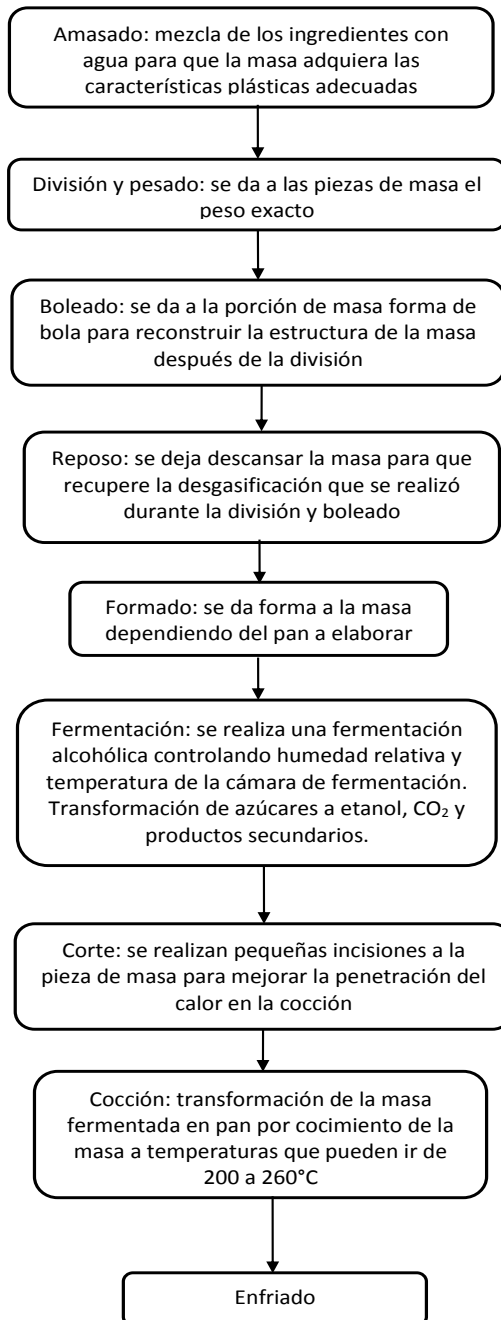 Amasado: mezcla de los ingredientes con
agua para que la masa adquiera las
características plásticas adecuadas
División y pesado: se da a las piezas de masa el
peso exacto
Boleado: se da a la porción de masa forma de
bola para reconstruir la estructura de la masa
después de la división
Reposo: se deja descansar la masa para que
recupere la desgasificación que se realizó
durante la división y boleado
Formado: se da forma a la masa
dependiendo del pan a elaborar
Fermentación: se realiza una fermentación
alcohólica controlando humedad relativa y
temperatura de la cámara de fermentación.
Transformación de azúcares a etanol, CO₂ y
productos secundarios.
Corte: se realizan pequeñas incisiones a la
pieza de masa para mejorar la penetración del
calor en la cocción
Cocción: transformación de la masa
fermentada en pan por cocimiento de la
masa a temperaturas que pueden ir de
200 a 260°C
Enfriado